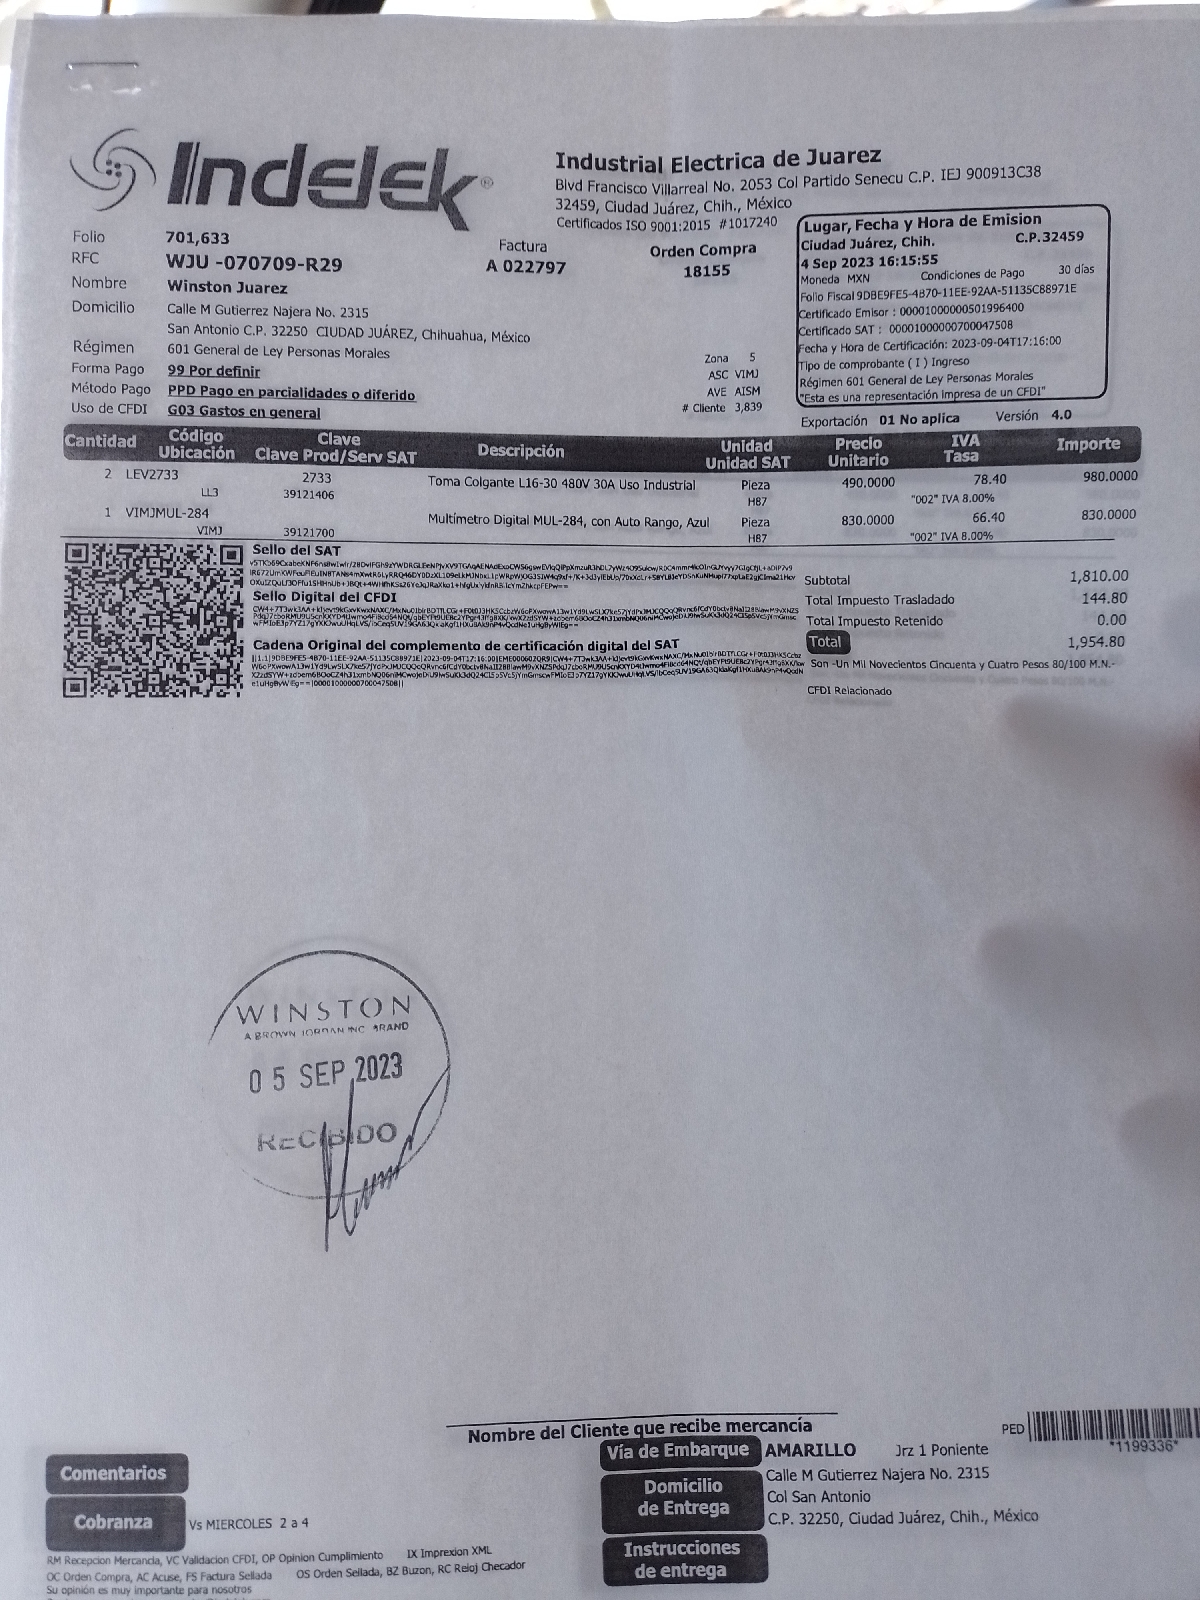 Indelek®
Industrial Electrica de Juarez
Blvd Francisco Villarreal No. 2053 Col Partido Senecu C.P. IEJ 900913C38
32459, Ciudad Juárez, Chih., México
Certificados ISO 9001:2015 #1017240
Folio 701,633
RFC WJU -070709-R29
Factura
A 022797
Orden Compra
18155
Nombre Winston Juarez
Domicilio Calle M Gutierrez Najera No. 2315
San Antonio C.P. 32250 CIUDAD JUÁREZ, Chihuahua, México
Régimen 601 General de Ley Personas Morales
Forma Pago 99 Por definir
Método Pago PPD Pago en parcialidades o diferido
Uso de CFDI G03 Gastos en general
Zona 5
ASC VIMJ
AVE AISM
# Cliente 3,839
Lugar, Fecha y Hora de Emision
Ciudad Juárez, Chih. C.P.32459
4 Sep 2023 16:15:55
Moneda MXN Condiciones de Pago 30 días
Folio Fiscal 9DBE9FE5-4B70-11EE-92AA-51135C88971E
Certificado Emisor : 00001000000501996400
Certificado SAT : 00001000000700047508
Fecha y Hora de Certificación: 2023-09-04T17:16:00
Tipo de comprobante ( I ) Ingreso
Régimen 601 General de Ley Personas Morales
"Esta es una representación impresa de un CFDI"
Exportación 01 No aplica Versión 4.0
Cantidad Código Ubicación Clave Clave Prod/Serv SAT Descripción Unidad Unidad SAT Precio Unitario IVA Tasa Importe
2 LEV2733 2733 Toma Colgante L16-30 480V 30A Uso Industrial Pieza 490.0000 78.40 980.0000
LL3 39121406 H87 "002" IVA 8.00%
1 VIMJMUL-284 Multímetro Digital MUL-284, con Auto Rango, Azul Pieza 830.0000 66.40 830.0000
VIMJ 39121700 H87 "002" IVA 8.00%
Sello del SAT
Sello Digital del CFDI
Cadena Original del complemento de certificación digital del SAT
Subtotal 1,810.00
Total Impuesto Trasladado 144.80
Total Impuesto Retenido 0.00
Total 1,954.80
Son -Un Mil Novecientos Cincuenta y Cuatro Pesos 80/100 M.N.-
CFDI Relacionado
WINSTON
A BROWN JORDAN INC BRAND
05 SEP 2023
RECIBIDO
Nombre del Cliente que recibe mercancía
PED
*1199336*
Vía de Embarque AMARILLO Jrz 1 Poniente
Domicilio de Entrega
Calle M Gutierrez Najera No. 2315
Col San Antonio
C.P. 32250, Ciudad Juárez, Chih., México
Instrucciones de entrega
Comentarios
Cobranza Vs MIERCOLES 2 a 4
RM Recepcion Mercancia, VC Validacion CFDI, OP Opinion Cumplimiento IX Imprexion XML
OC Orden Compra, AC Acuse, FS Factura Sellada OS Orden Sellada, BZ Buzon, RC Reloj Checador
Su opinión es muy importante para nosotros